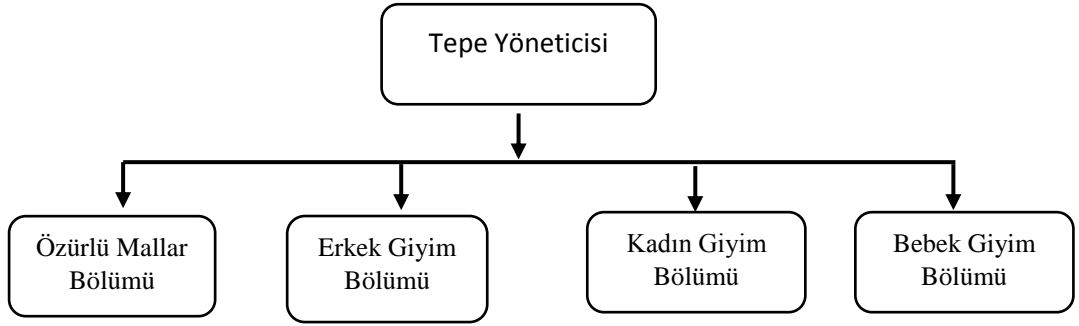 Tepe Yöneticisi
Özürlü Mallar
Bölümü
Erkek Giyim
Bölümü
Kadın Giyim
Bölümü
Bebek Giyim
Bölümü